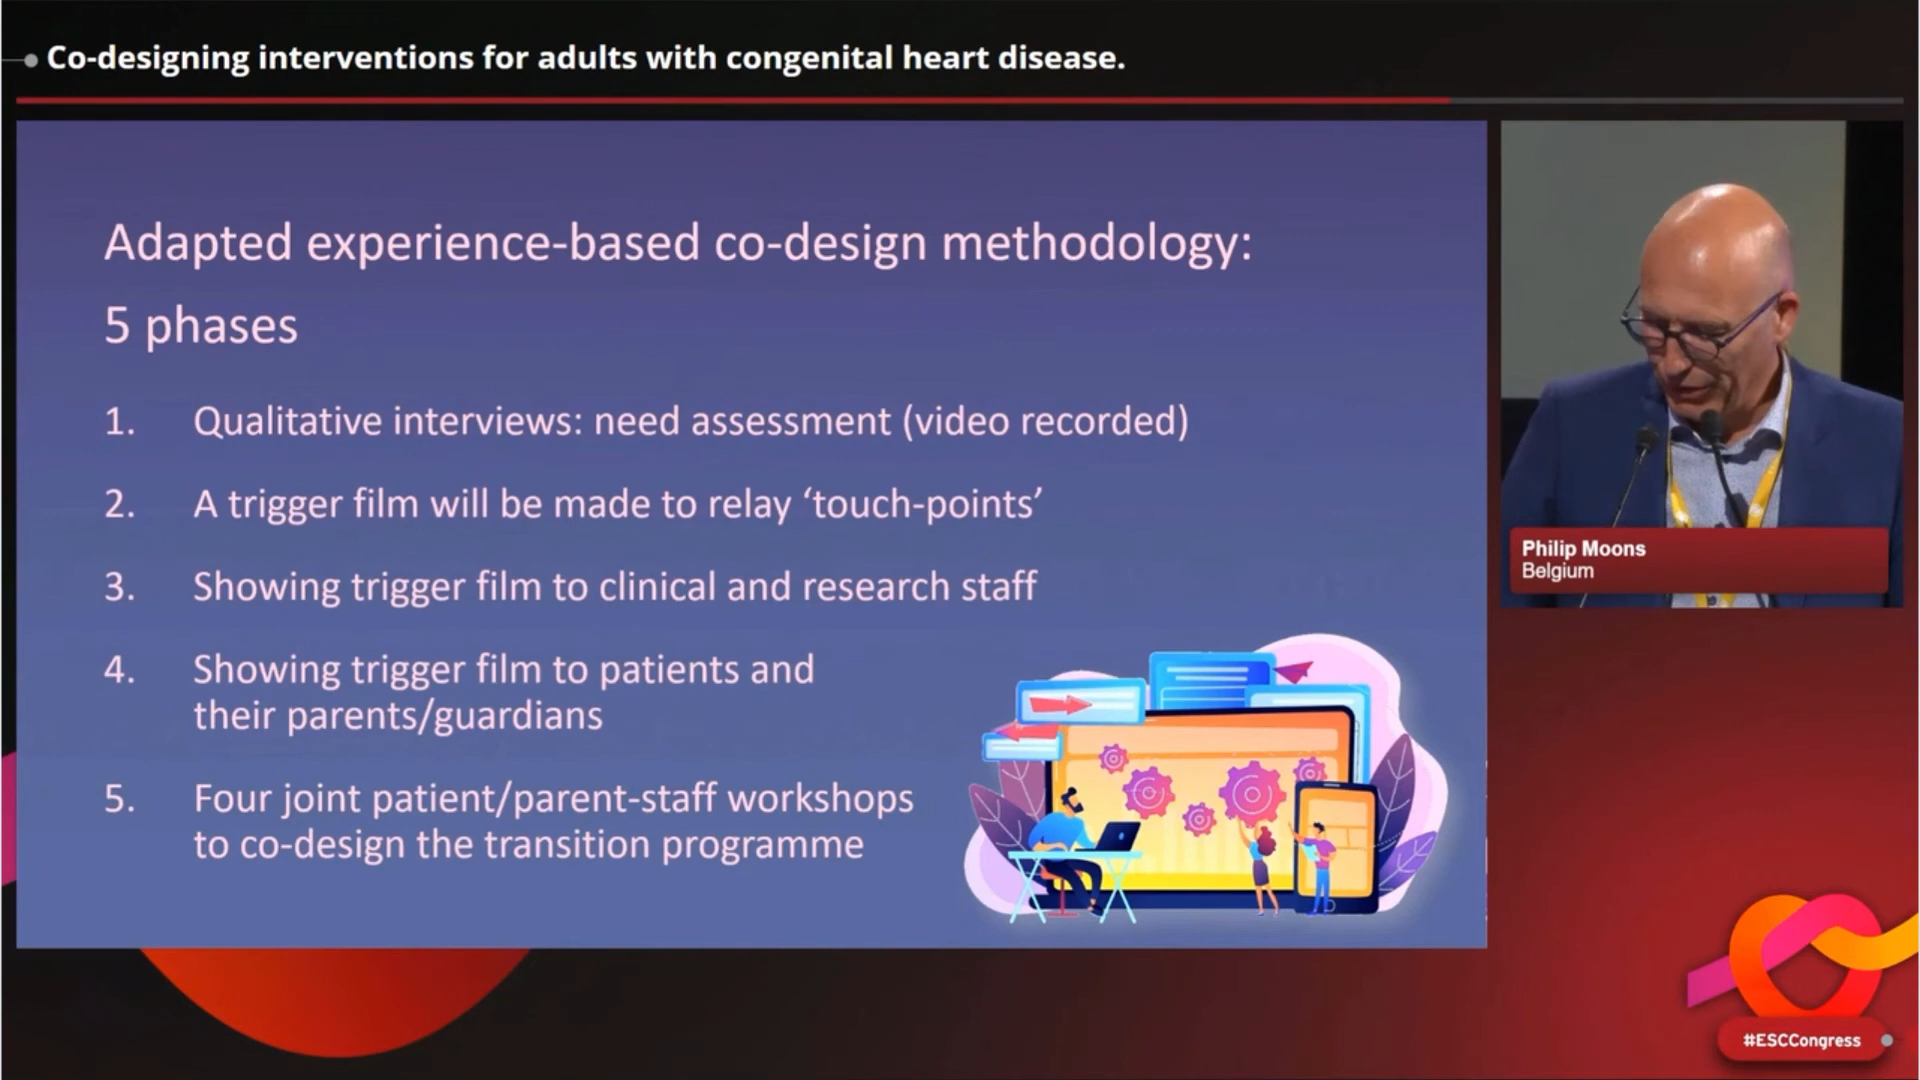 Co-designing interventions for adults with congenital heart disease.
Adapted experience-based co-design methodology:
5 phases
1. Qualitative interviews: need assessment (video recorded)
2. A trigger film will be made to relay ‘touch-points’
3. Showing trigger film to clinical and research staff
4. Showing trigger film to patients and
their parents/guardians
5. Four joint patient/parent-staff workshops
to co-design the transition programme
Philip Moons
Belgium
#ESCCongress